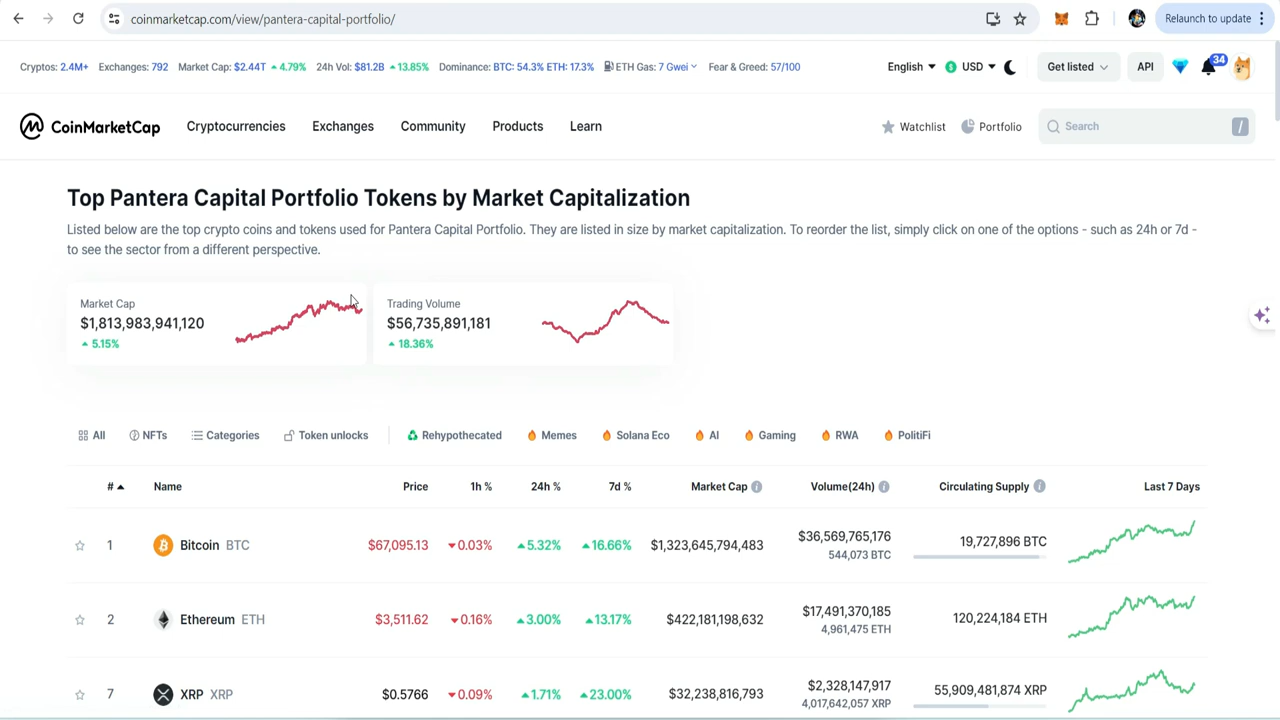 coinmarketcap.com/view/pantera-capital-portfolio/
Relaunch to update
Cryptos: 2.4M+ Exchanges: 792 Market Cap: $2.44T 4.79% 24h Vol: $81.2B 13.85% Dominance: BTC: 54.3% ETH: 17.3% ETH Gas: 7 Gwei Fear & Greed: 57/100
English USD Get listed API 34
CoinMarketCap Cryptocurrencies Exchanges Community Products Learn Watchlist Portfolio Search /
Top Pantera Capital Portfolio Tokens by Market Capitalization
Listed below are the top crypto coins and tokens used for Pantera Capital Portfolio. They are listed in size by market capitalization. To reorder the list, simply click on one of the options - such as 24h or 7d -
to see the sector from a different perspective.
Market Cap
$1,813,983,941,120
5.15%
Trading Volume
$56,735,891,181
18.36%
All NFTs Categories Token unlocks Rehypothecated Memes Solana Eco AI Gaming RWA PolitiFi
# Name Price 1h % 24h % 7d % Market Cap Volume(24h) Circulating Supply Last 7 Days
1 Bitcoin BTC $67,095.13 0.03% 5.32% 16.66% $1,323,645,794,483 $36,569,765,176 19,727,896 BTC
544,073 BTC
2 Ethereum ETH $3,511.62 0.16% 3.00% 13.17% $422,181,198,632 $17,491,370,185 120,224,184 ETH
4,961,475 ETH
7 XRP XRP $0.5766 0.09% 1.71% 23.00% $32,238,816,793 $2,328,147,917 55,909,481,874 XRP
4,017,642,057 XRP